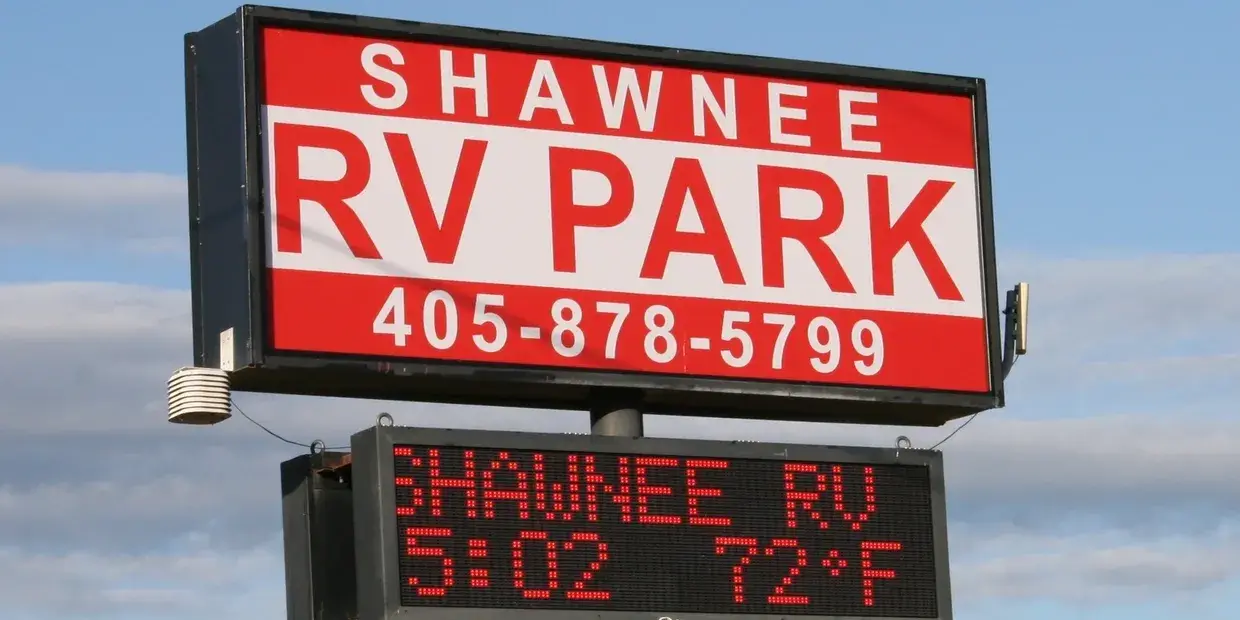 SHAWNEE
RV PARK
405-878-5799
SHAWNEE RV
5:02 72°F